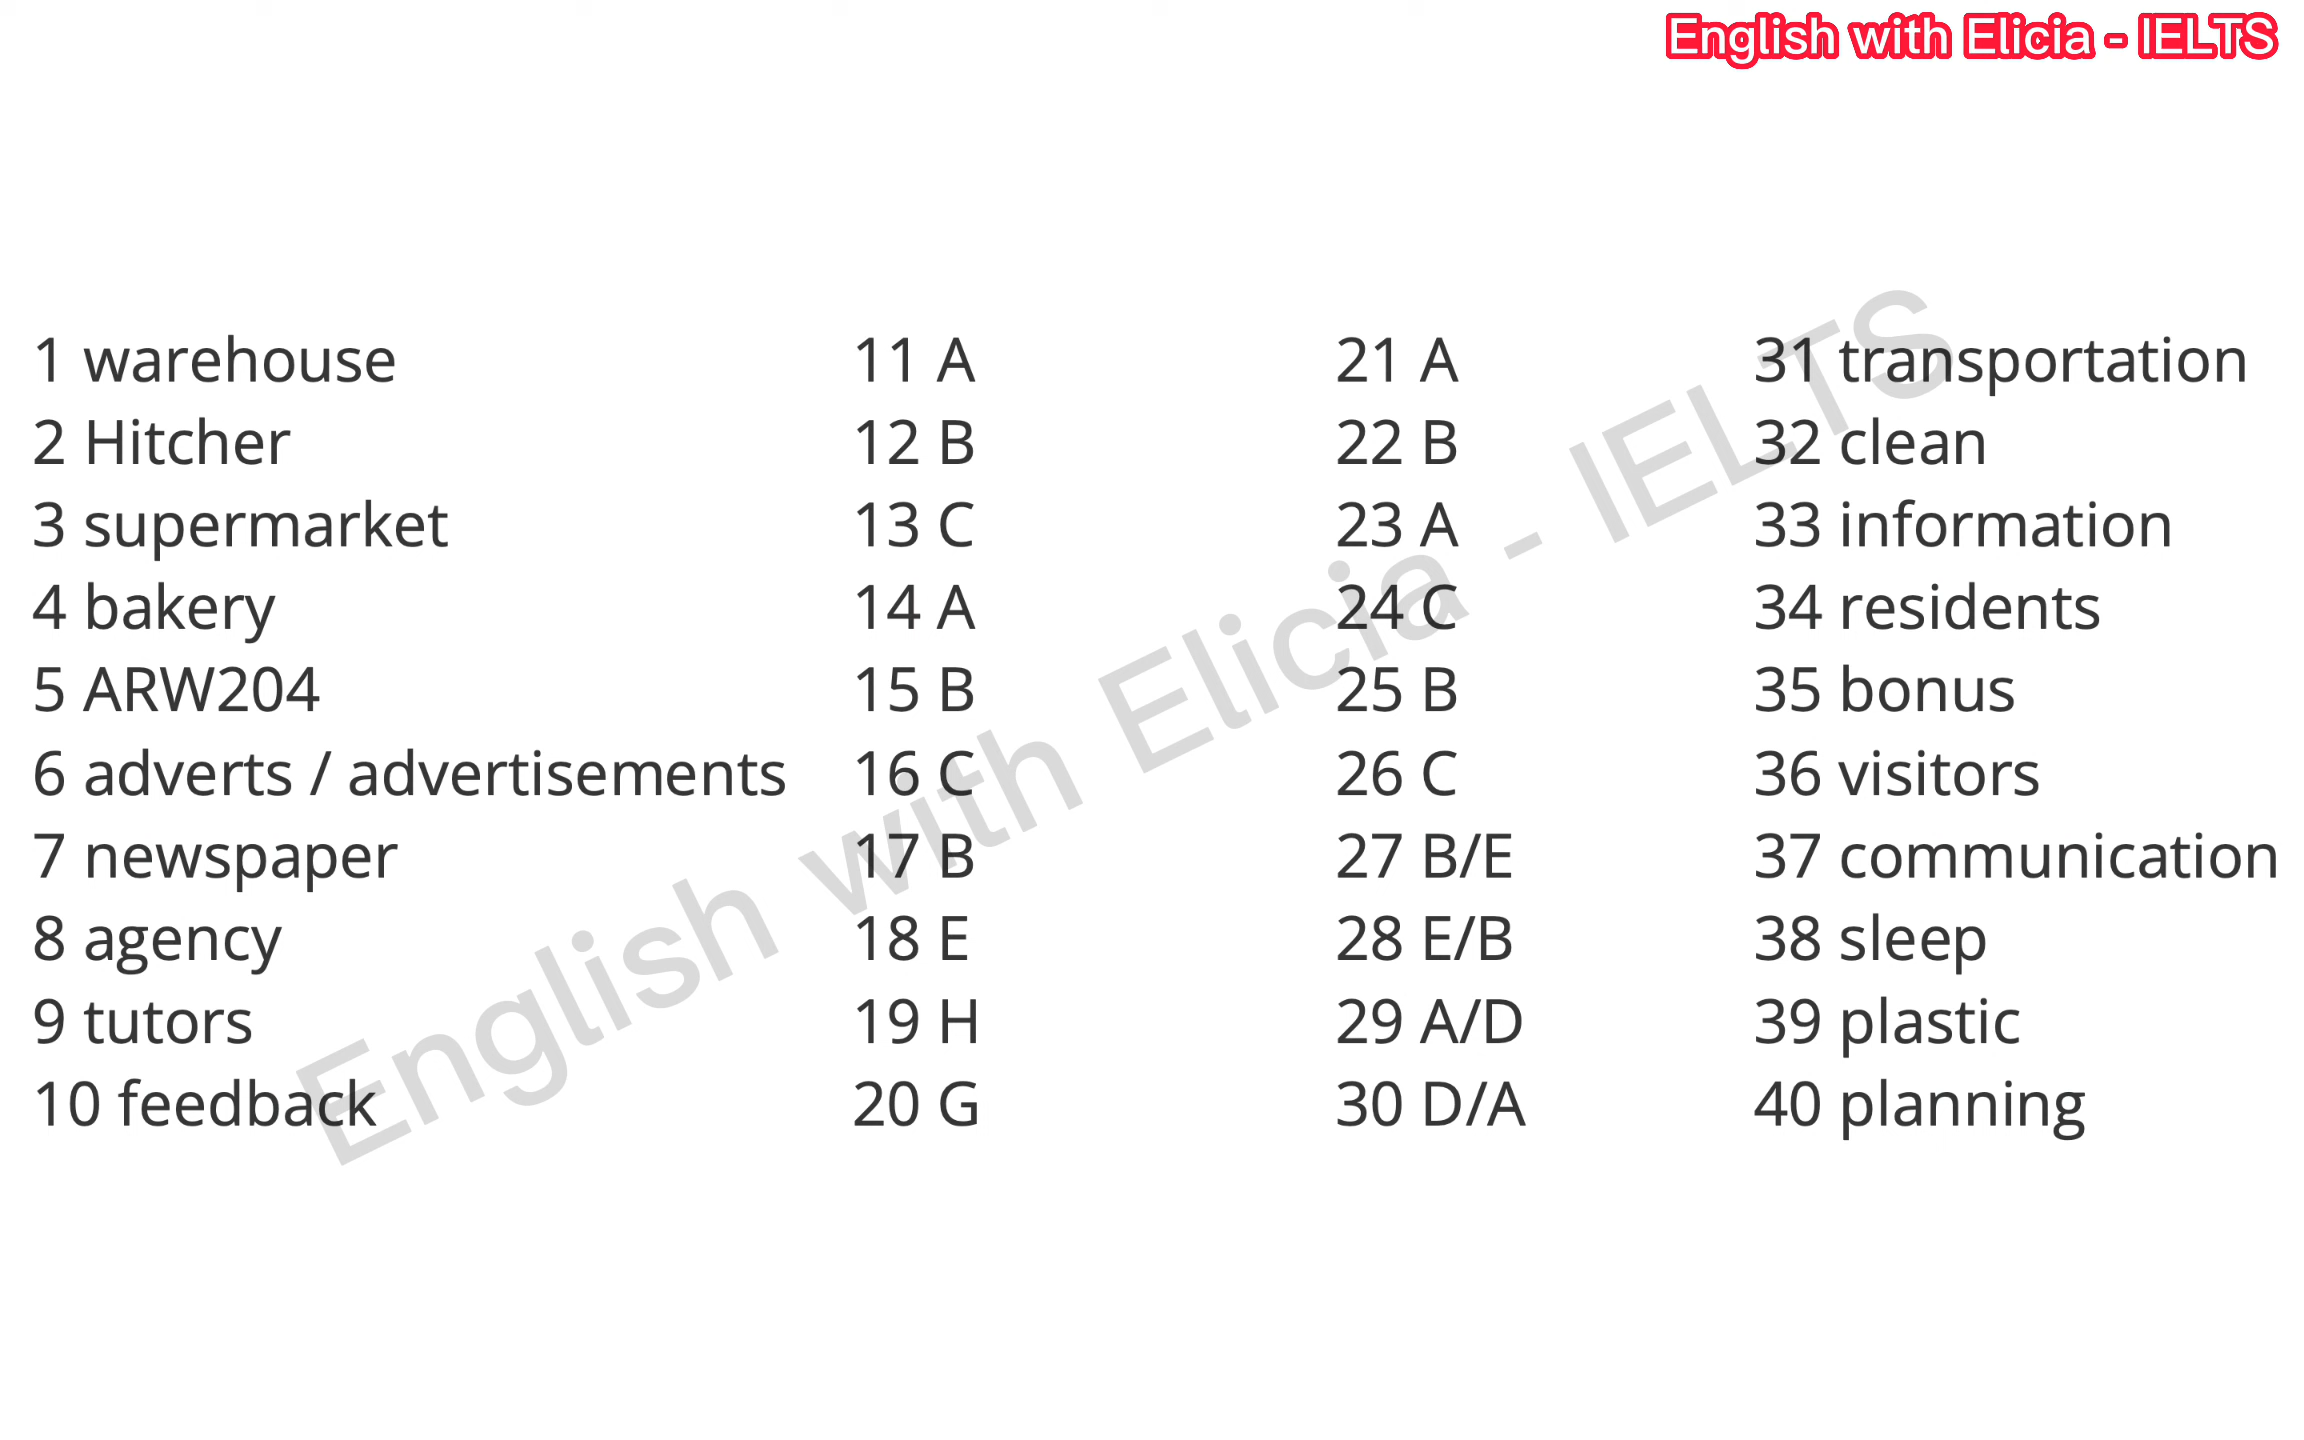 English with Elicia - IELTS
1 warehouse
2 Hitcher
3 supermarket
4 bakery
5 ARW204
6 adverts / advertisements
7 newspaper
8 agency
9 tutors
10 feedback
11 A
12 B
13 C
14 A
15 B
16 C
17 B
18 E
19 H
20 G
21 A
22 B
23 A
24 C
25 B
26 C
27 B/E
28 E/B
29 A/D
30 D/A
31 transportation
32 clean
33 information
34 residents
35 bonus
36 visitors
37 communication
38 sleep
39 plastic
40 planning
English with Elicia - IELTS